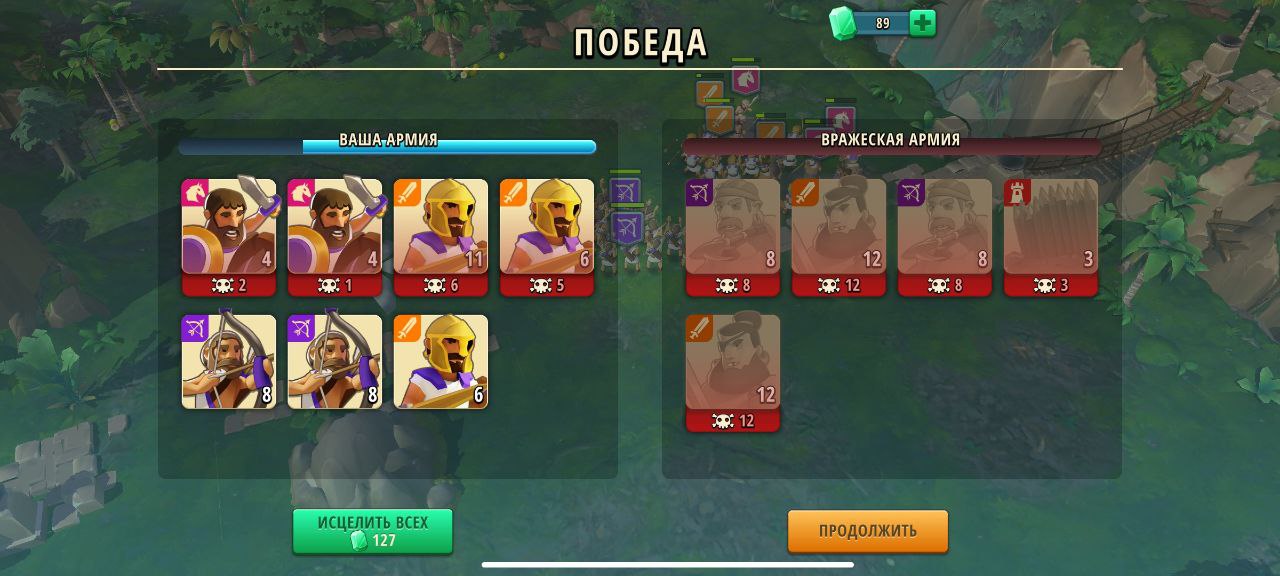 89
ПОБЕДА
ВАША АРМИЯ
ВРАЖЕСКАЯ АРМИЯ
4 4 11 6
2 1 6 5
8 8 6
8 12 8 3
8 12 8 3
12
12
ИСЦЕЛИТЬ ВСЕХ
127
ПРОДОЛЖИТЬ